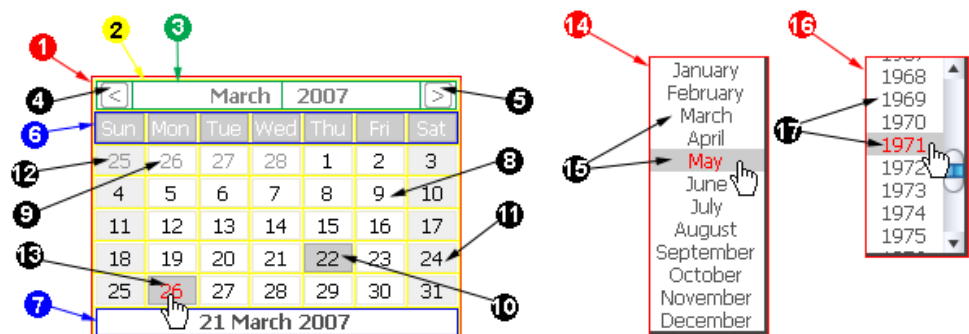 1
2
3
14
16
4
< March 2007 >
5
6
Sun Mon Tue Wed Thu Fri Sat
12
25 26 27 28 1 2 3
8
9
4 5 6 7 8 9 10
11
11 12 13 14 15 16 17
13
18 19 20 21 22 23 24
10
25 26 27 28 29 30 31
7
21 March 2007
January
February
March
April
15
May
June
July
August
September
October
November
December
1968
1969
17
1970
1971
1972
1973
1974
1975